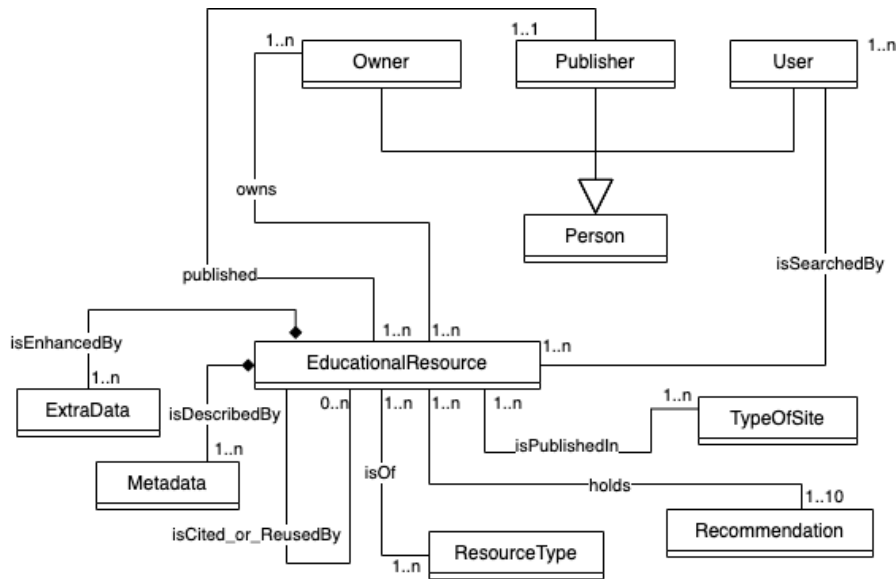 1..n
Owner
1..1
Publisher
User
1..n
owns
Person
published
isSearchedBy
isEnhancedBy
1..n
1..n
1..n
EducationalResource
1..n
ExtraData
isDescribedBy
0..n
1..n
1..n
1..n
1..n
TypeOfSite
1..n
Metadata
isPublishedIn
isOf
holds
1..10
Recommendation
isCited_or_ReusedBy
1..n
ResourceType